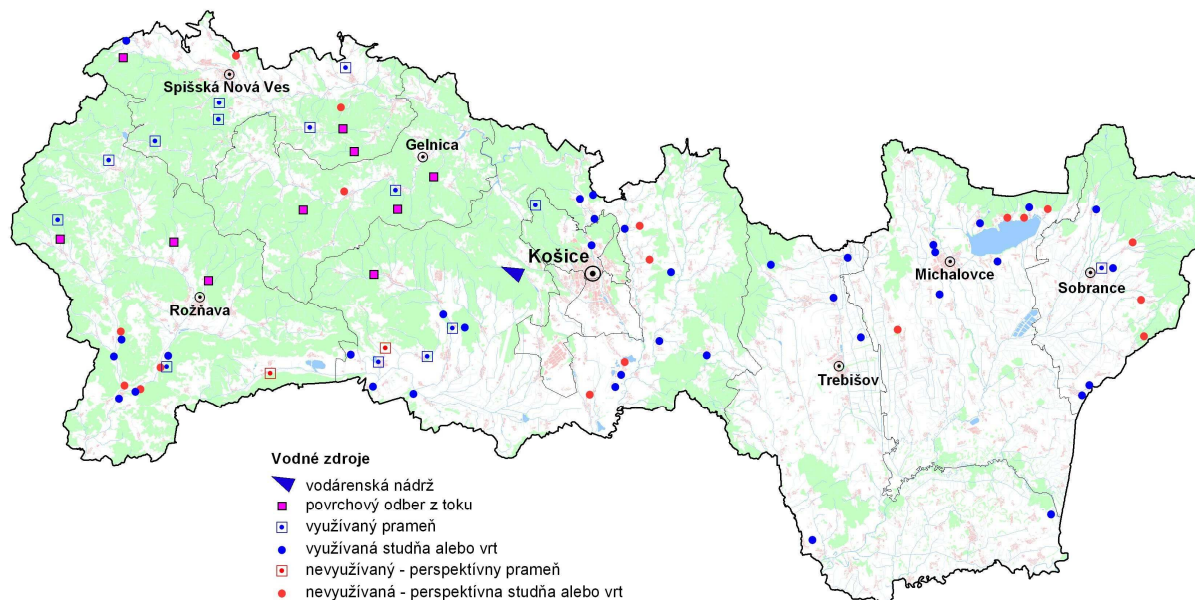 Spišská Nová Ves
Gelnica
Košice
Rožňava
Michalovce
Sobrance
Trebišov
Vodné zdroje
vodárenská nádrž
povrchový odber z toku
využívaný prameň
využívaná studňa alebo vrt
nevyužívaný - perspektívny prameň
nevyužívaná - perspektívna studňa alebo vrt